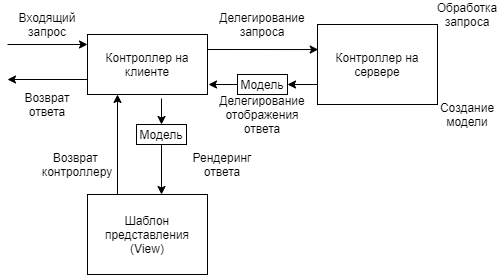 Входящий
запрос
Делегирование
запроса
Обработка
запроса
Контроллер на
клиенте
Контроллер на
сервере
Модель
Возврат
ответа
Делегирование
отображения
ответа
Создание
модели
Модель
Возврат
контроллеру
Рендеринг
ответа
Шаблон
представления
(View)